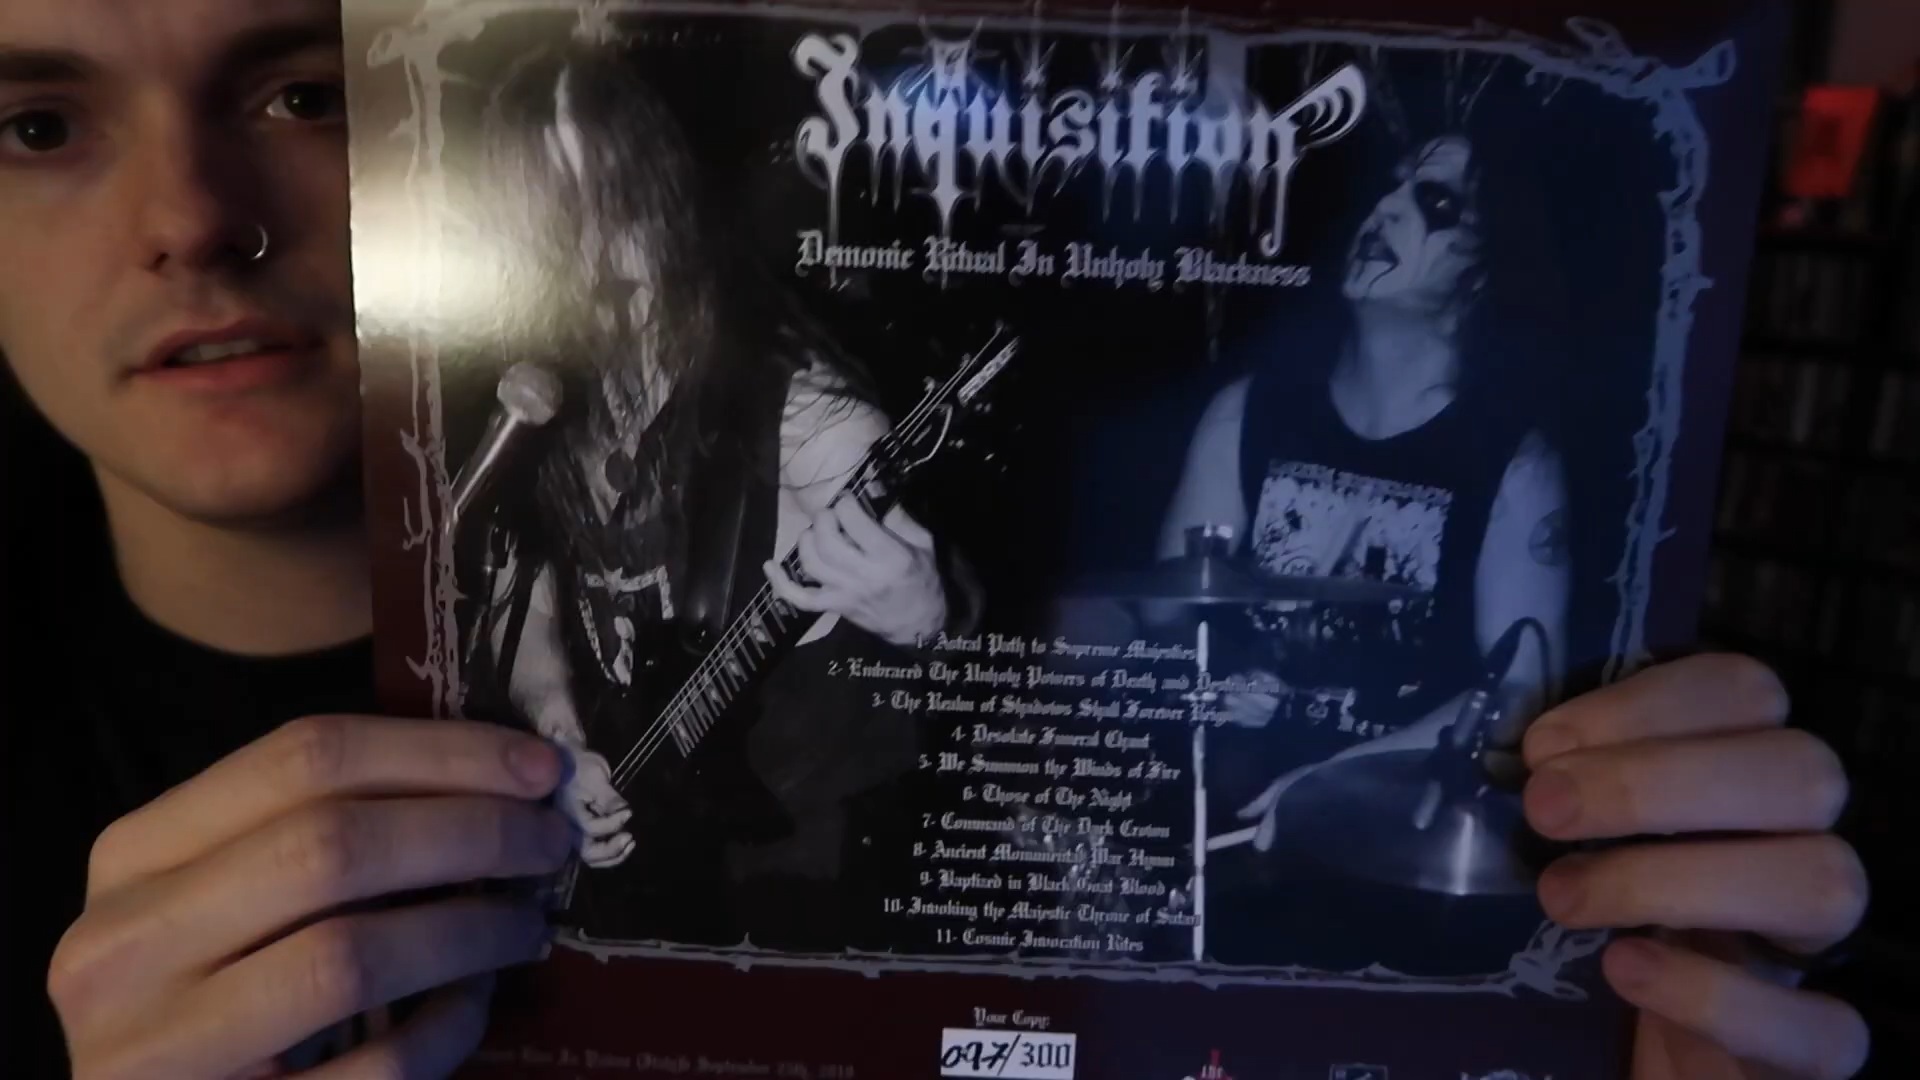 Inquisition
Demonic Ritual In Unholy Blackness
1- Astral Path to Supreme Majesties
2- Embraced The Unholy Powers of Death and Destruction
3- The Realm of Shadows Shall Forever Reign
4- Desolate Funeral Chant
5- We Summon the Winds of Fire
6- Those of The Night
7- Command of The Dark Crown
8- Ancient Monumental War Hymn
9- Baptized in Black Goat Blood
10- Invoking the Majestic Throne of Satan
11- Cosmic Invocation Rites
Your Copy:
097/300
Live In September